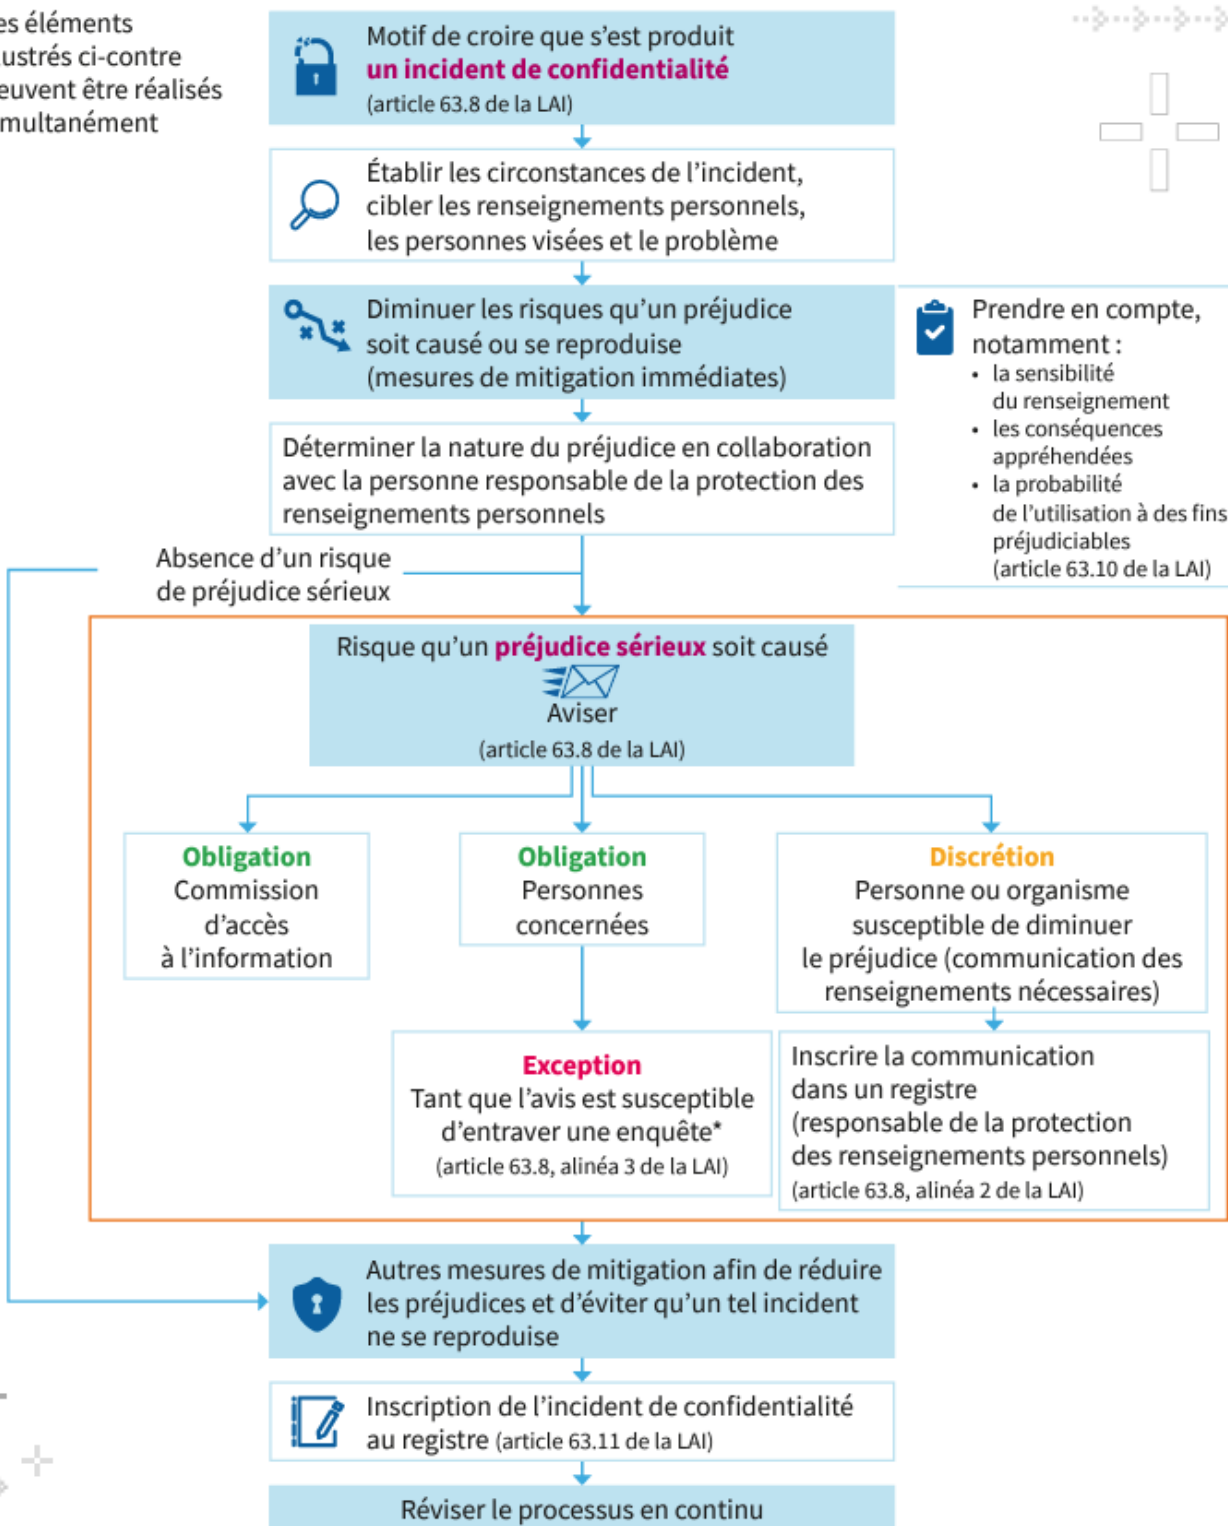 es éléments
lustrés ci-contre
euvent être réalisés
multanément
Motif de croire que s'est produit
un incident de confidentialité
(article 63.8 de la LAI)
Établir les circonstances de l'incident,
cibler les renseignements personnels,
les personnes visées et le problème
Diminuer les risques qu'un préjudice
soit causé ou se reproduise
(mesures de mitigation immédiates)
Prendre en compte,
notamment :
• la sensibilité
du renseignement
• les conséquences
appréhendées
• la probabilité
de l'utilisation à des fins
préjudiciables
(article 63.10 de la LAI)
Déterminer la nature du préjudice en collaboration
avec la personne responsable de la protection des
renseignements personnels
Absence d'un risque
de préjudice sérieux
Risque qu'un préjudice sérieux soit causé
Aviser
(article 63.8 de la LAI)
Obligation
Commission
d'accès
à l'information
Obligation
Personnes
concernées
Discrétion
Personne ou organisme
susceptible de diminuer
le préjudice (communication des
renseignements nécessaires)
Exception
Tant que l'avis est susceptible
d'entraver une enquête*
(article 63.8, alinéa 3 de la LAI)
Inscrire la communication
dans un registre
(responsable de la protection
des renseignements personnels)
(article 63.8, alinéa 2 de la LAI)
Autres mesures de mitigation afin de réduire
les préjudices et d'éviter qu'un tel incident
ne se reproduise
Inscription de l'incident de confidentialité
au registre (article 63.11 de la LAI)
Réviser le processus en continu